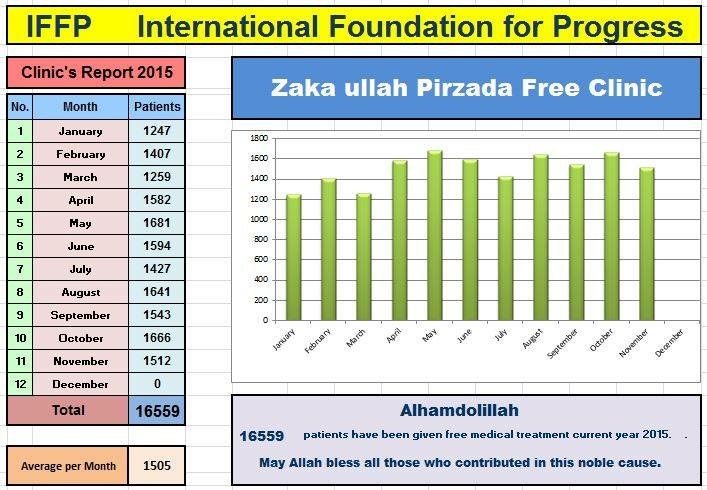 IFFP International Foundation for Progress
Clinic's Report 2015
Zaka ullah Pirzada Free Clinic
No. Month Patients
1 January 1247
2 February 1407
3 March 1259
4 April 1582
5 May 1681
6 June 1594
7 July 1427
8 August 1641
9 September 1543
10 October 1666
11 November 1512
12 December 0
Total 16559
Average per Month 1505
1800
1600
1400
1200
1000
800
600
400
200
0
January February March April May June July August September October November December
Alhamdolillah
16559 patients have been given free medical treatment current year 2015. .
May Allah bless all those who contributed in this noble cause.